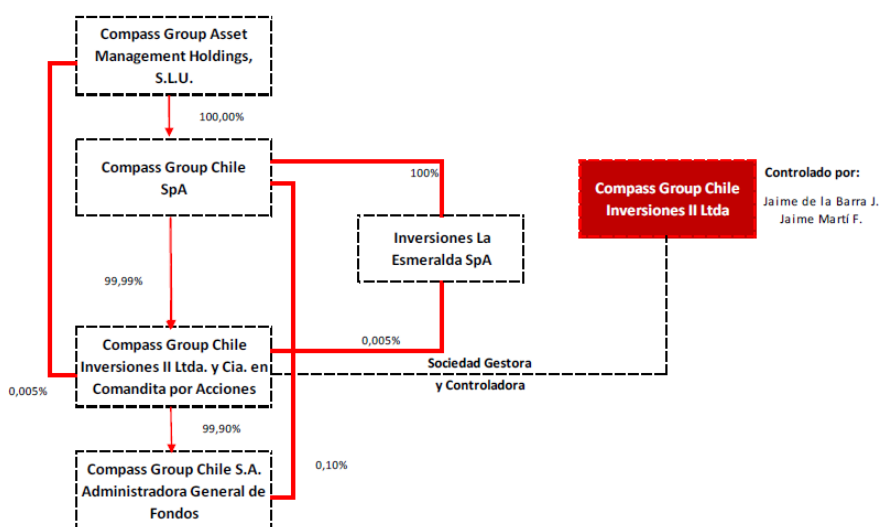 Compass Group Asset
Management Holdings,
S.L.U.
100,00%
Compass Group Chile
SpA
100%
Compass Group Chile
Inversiones II Ltda
Controlado por:
Jaime de la Barra J.
Jaime Martí F.
Inversiones La
Esmeralda SpA
99,99%
0,005%
Compass Group Chile
Inversiones II Ltda. y Cia. en
Comandita por Acciones
Sociedad Gestora
y Controladora
0,005%
99,90%
Compass Group Chile S.A.
Administradora General de
Fondos
0,10%